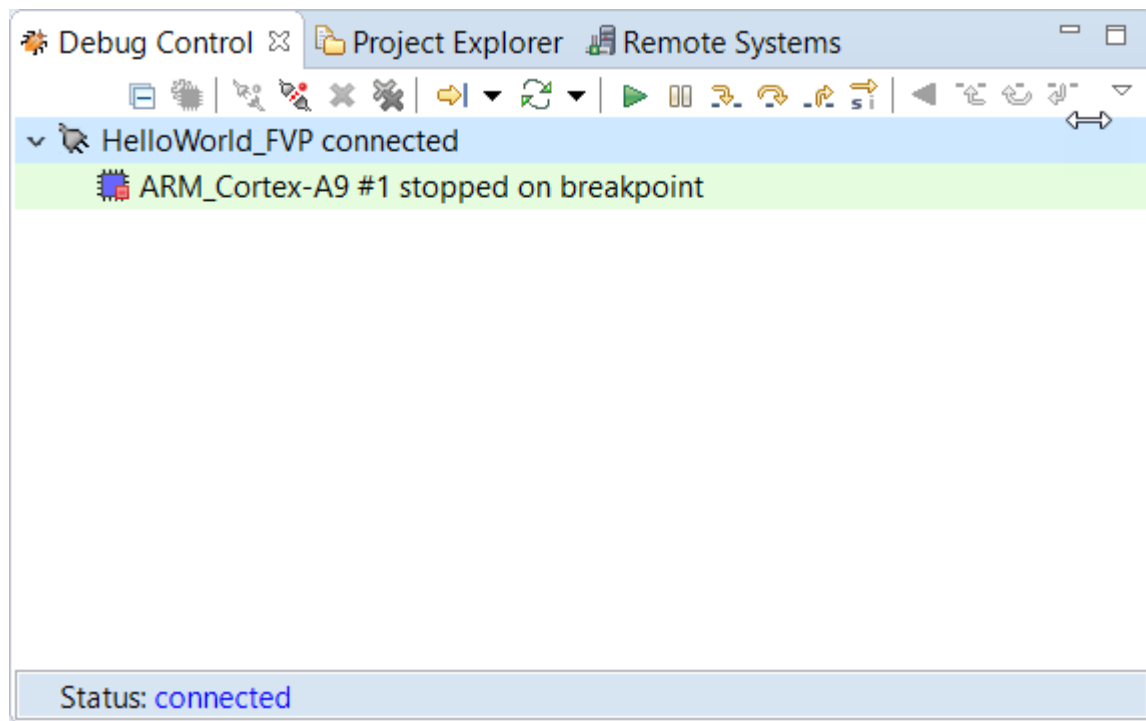 Debug Control Project Explorer Remote Systems
s i
HelloWorld_FVP connected
ARM_Cortex-A9 #1 stopped on breakpoint
Status: connected